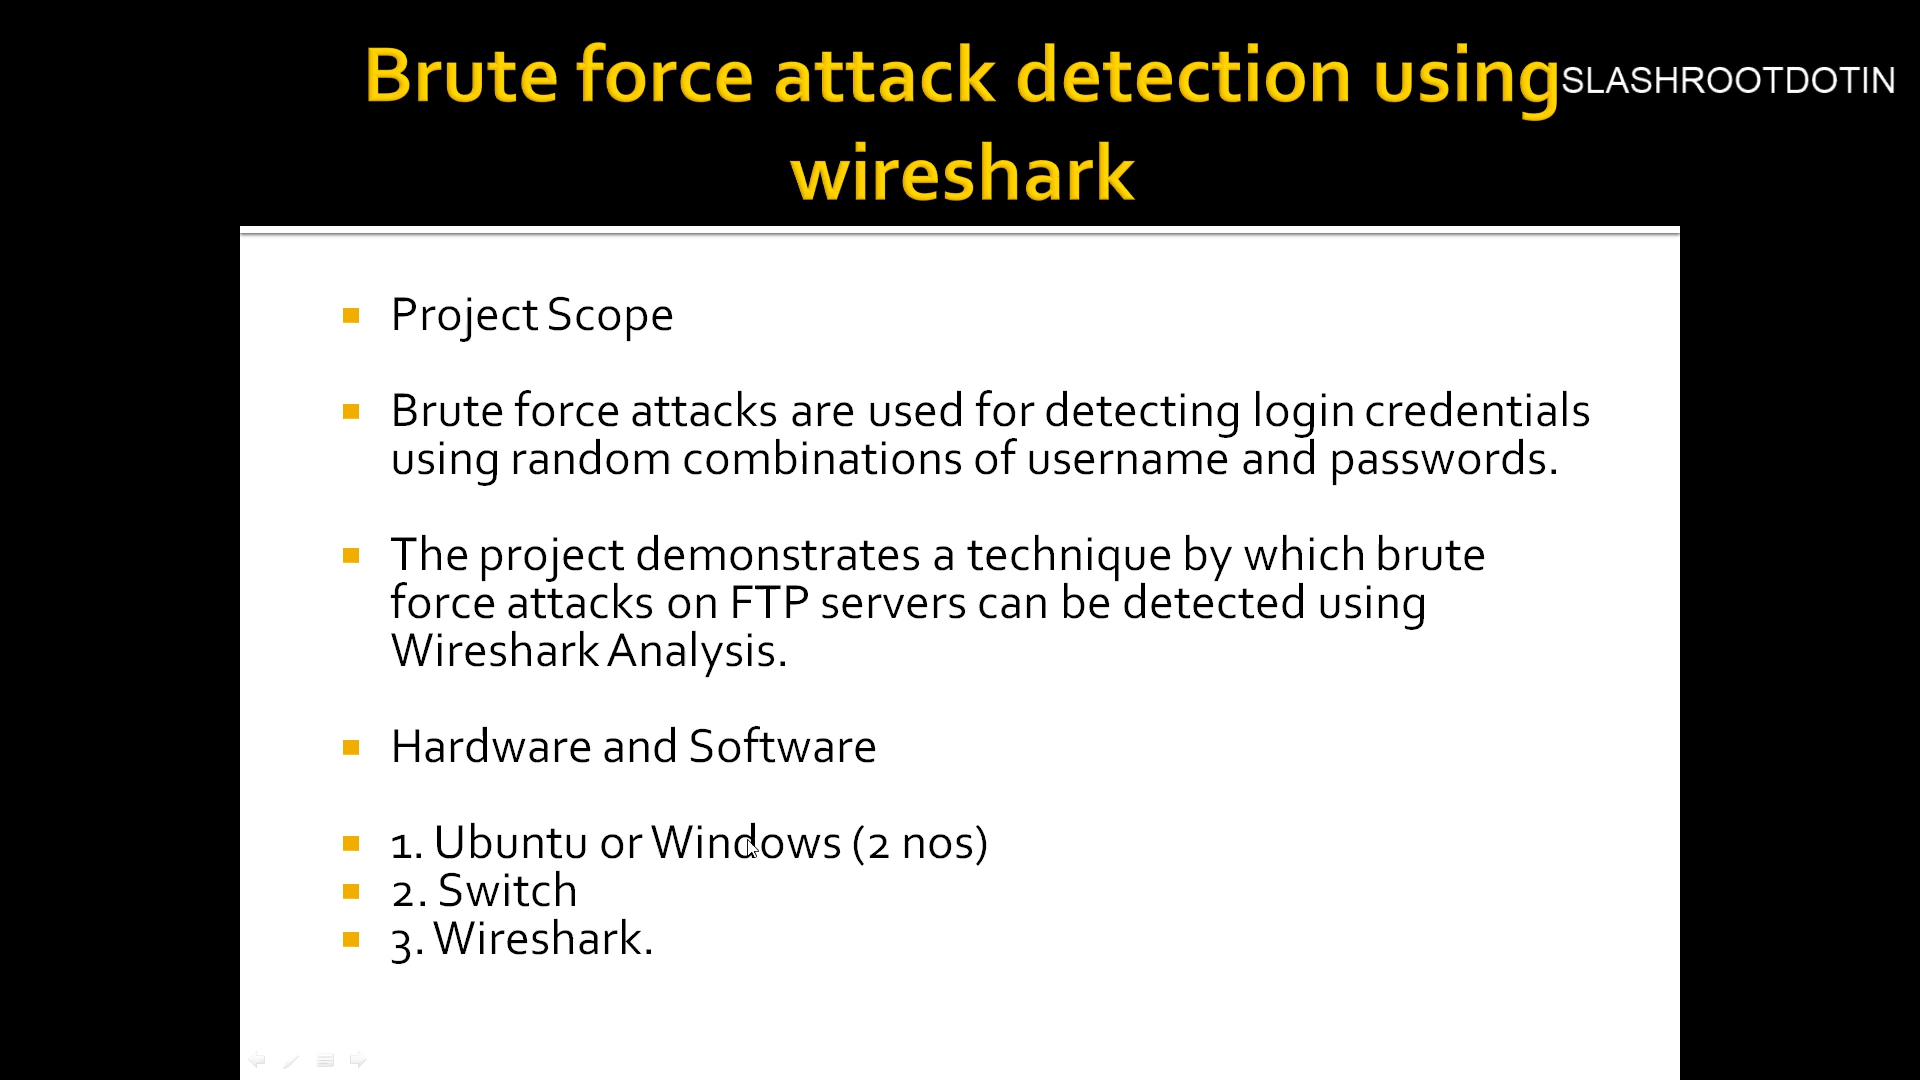 Brute force attack detection using
SLASHROOTDOTIN
wireshark
Project Scope
Brute force attacks are used for detecting login credentials
using random combinations of username and passwords.
The project demonstrates a technique by which brute
force attacks on FTP servers can be detected using
Wireshark Analysis.
Hardware and Software
1. Ubuntu or Windows (2 nos)
2. Switch
3. Wireshark.